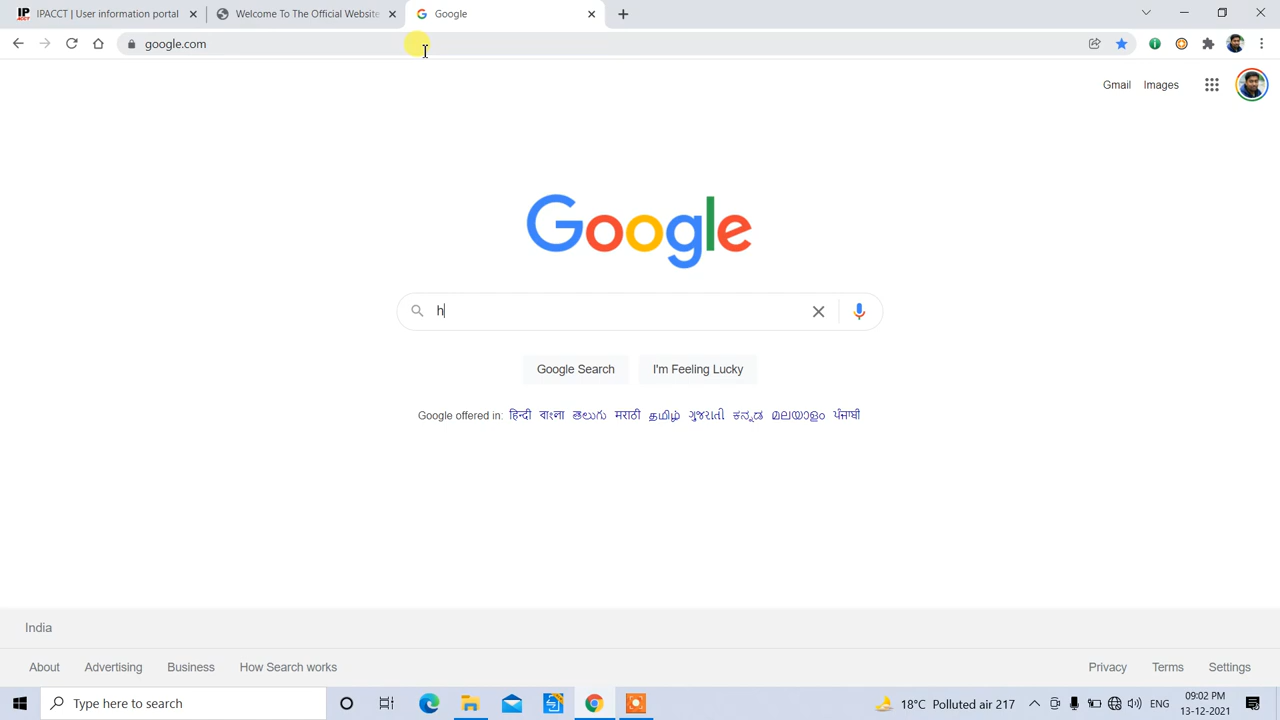 IPACCT | User information portal
Welcome To The Official Website
Google
google.com
Gmail Images
Google
h
Google Search I'm Feeling Lucky
Google offered in: हिन्दी বাংলা తెలుగు मराठी தமிழ் ગુજરાતી ಕನ್ನಡ മലയാളം ਪੰਜਾਬੀ
India
About Advertising Business How Search works Privacy Terms Settings
Type here to search 18°C Polluted air 217 ENG 09:02 PM
13-12-2021